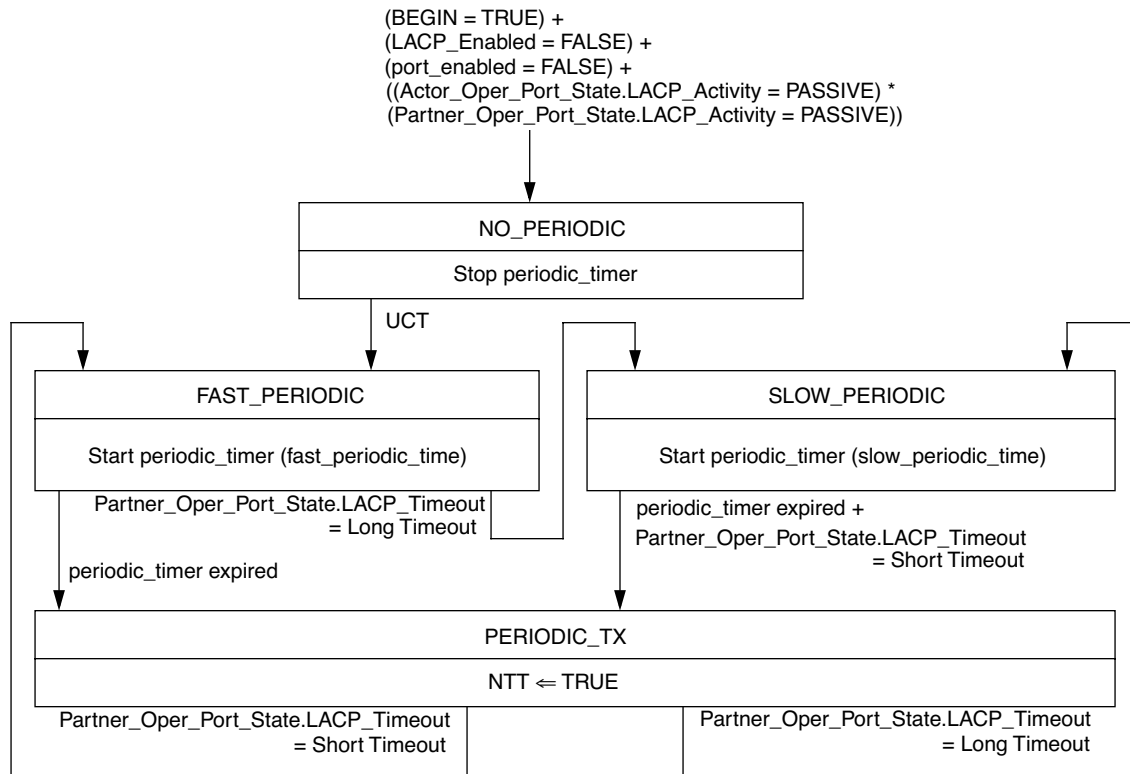 (BEGIN = TRUE) +
(LACP_Enabled = FALSE) +
(port_enabled = FALSE) +
((Actor_Oper_Port_State.LACP_Activity = PASSIVE) *
(Partner_Oper_Port_State.LACP_Activity = PASSIVE))
NO_PERIODIC
Stop periodic_timer
UCT
FAST_PERIODIC
Start periodic_timer (fast_periodic_time)
SLOW_PERIODIC
Start periodic_timer (slow_periodic_time)
Partner_Oper_Port_State.LACP_Timeout
= Long Timeout
periodic_timer expired
periodic_timer expired +
Partner_Oper_Port_State.LACP_Timeout
= Short Timeout
PERIODIC_TX
NTT ⇐ TRUE
Partner_Oper_Port_State.LACP_Timeout
= Short Timeout
Partner_Oper_Port_State.LACP_Timeout
= Long Timeout